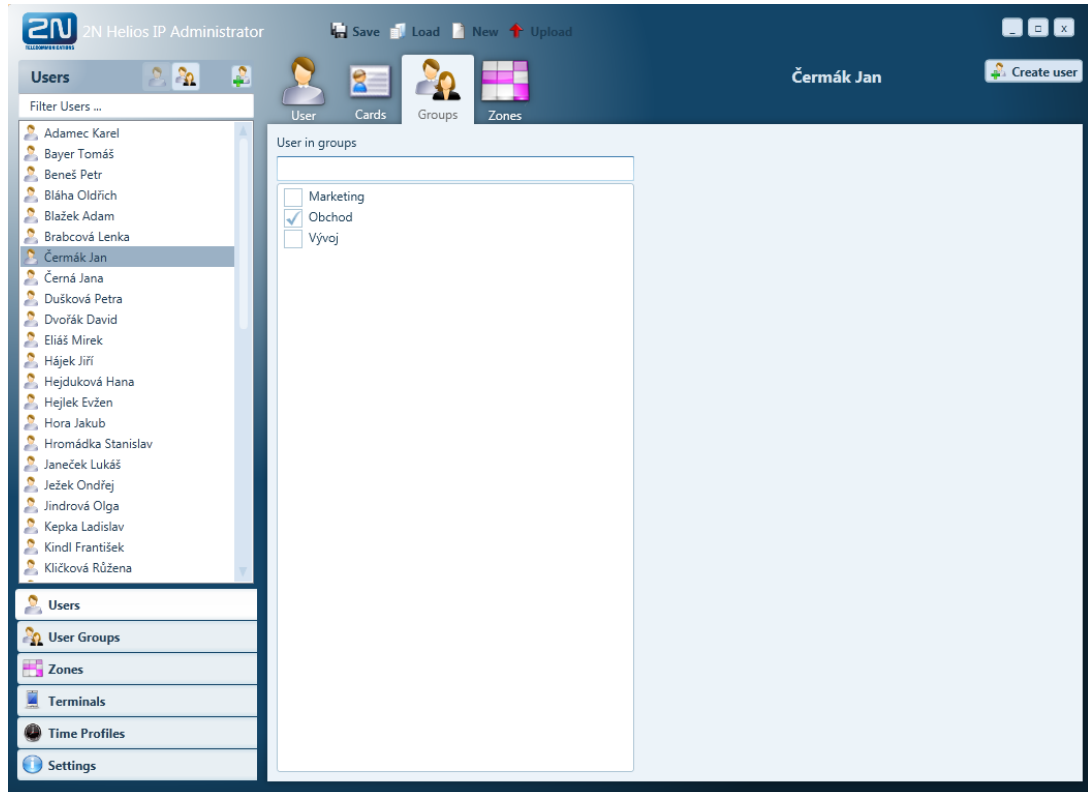 2N
TELECOMMUNICATIONS
2N Helios IP Administrator
Save
Load
New
Upload
_
x
Users
User
Cards
Groups
Zones
Čermák Jan
Create user
Filter Users ...
Adamec Karel
Bayer Tomáš
Beneš Petr
Bláha Oldřich
Blažek Adam
Brabcová Lenka
Čermák Jan
Černá Jana
Dušková Petra
Dvořák David
Eliáš Mirek
Hájek Jiří
Hejduková Hana
Hejlek Evžen
Hora Jakub
Hromádka Stanislav
Janeček Lukáš
Ježek Ondřej
Jindrová Olga
Kepka Ladislav
Kindl František
Kličková Růžena
User in groups
Marketing
Obchod
Vývoj
Users
User Groups
Zones
Terminals
Time Profiles
Settings